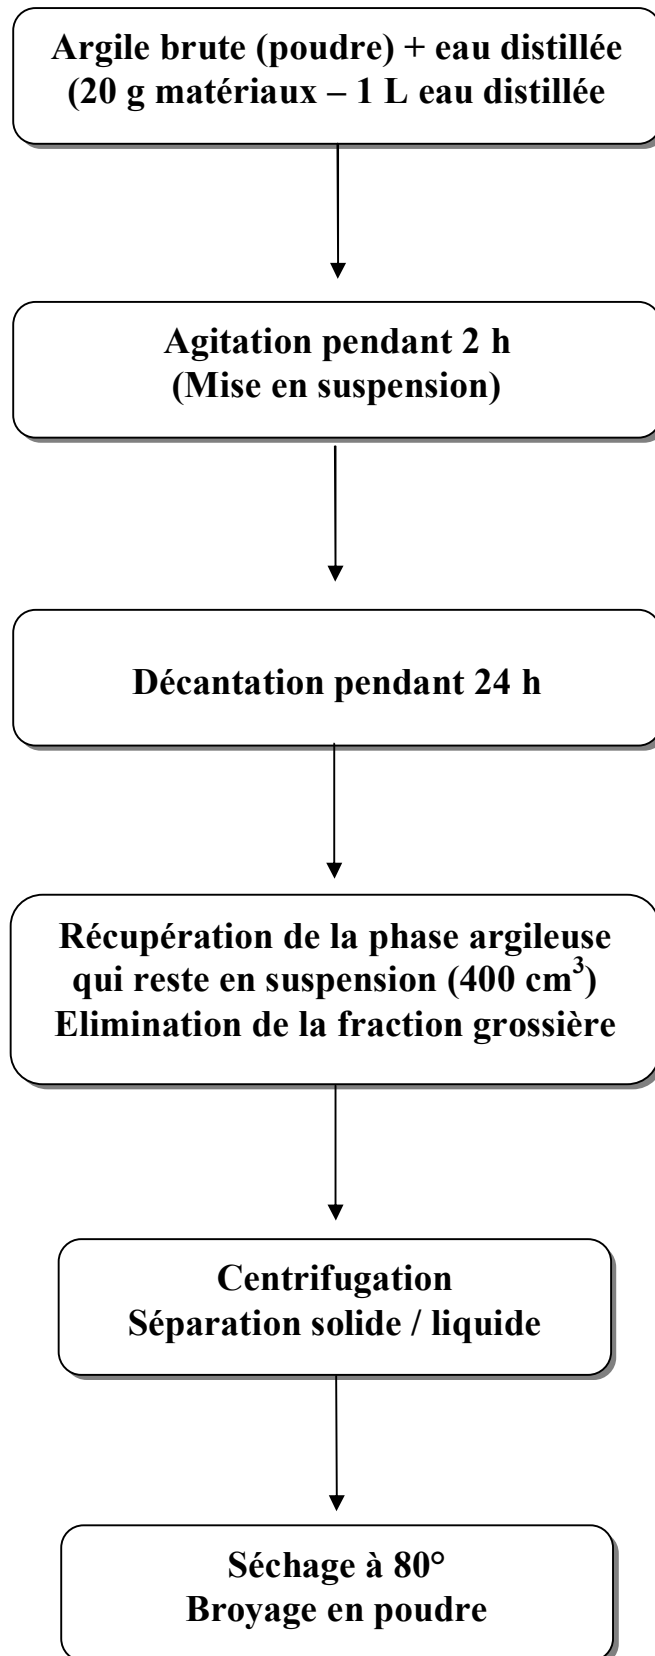 Argile brute (poudre) + eau distillée
(20 g matériaux – 1 L eau distillée
Agitation pendant 2 h
(Mise en suspension)
Décantation pendant 24 h
Récupération de la phase argileuse
qui reste en suspension (400 cm³)
Elimination de la fraction grossière
Centrifugation
Séparation solide / liquide
Séchage à 80°
Broyage en poudre